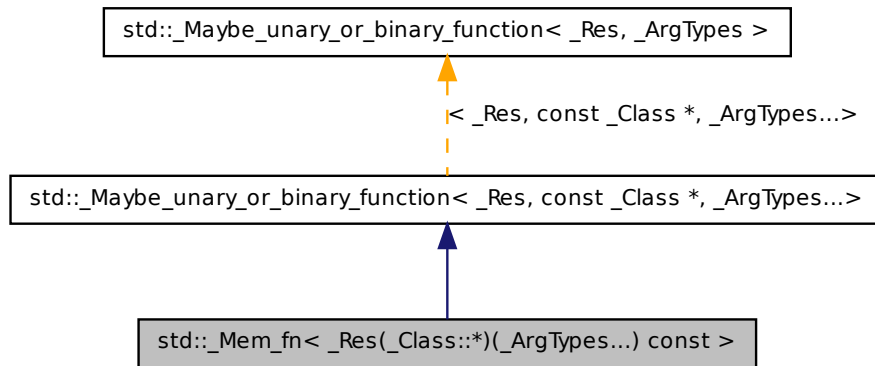 std::_Maybe_unary_or_binary_function< _Res, _ArgTypes >
< _Res, const _Class *, _ArgTypes...>
std::_Maybe_unary_or_binary_function< _Res, const _Class *, _ArgTypes...>
std::_Mem_fn< _Res(_Class::*)(_ArgTypes...) const >